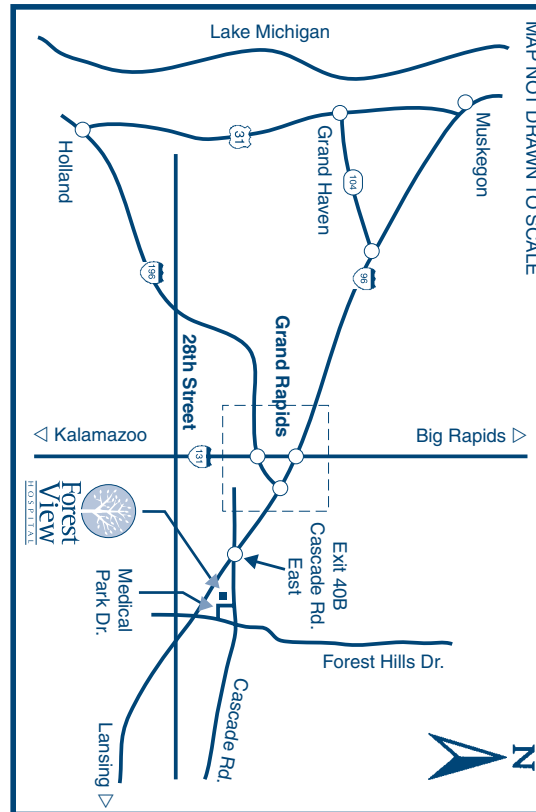 MAP NOT DRAWN TO SCALE
Lake Michigan
Muskegon
Grand Haven
Holland
31
104
96
196
Grand Rapids
28th Street
◁ Kalamazoo
131
Big Rapids ▷
Forest
View
HOSPITAL
Exit 40B
Cascade Rd.
East
Medical
Park Dr.
Forest Hills Dr.
Cascade Rd.
Lansing ▷
N